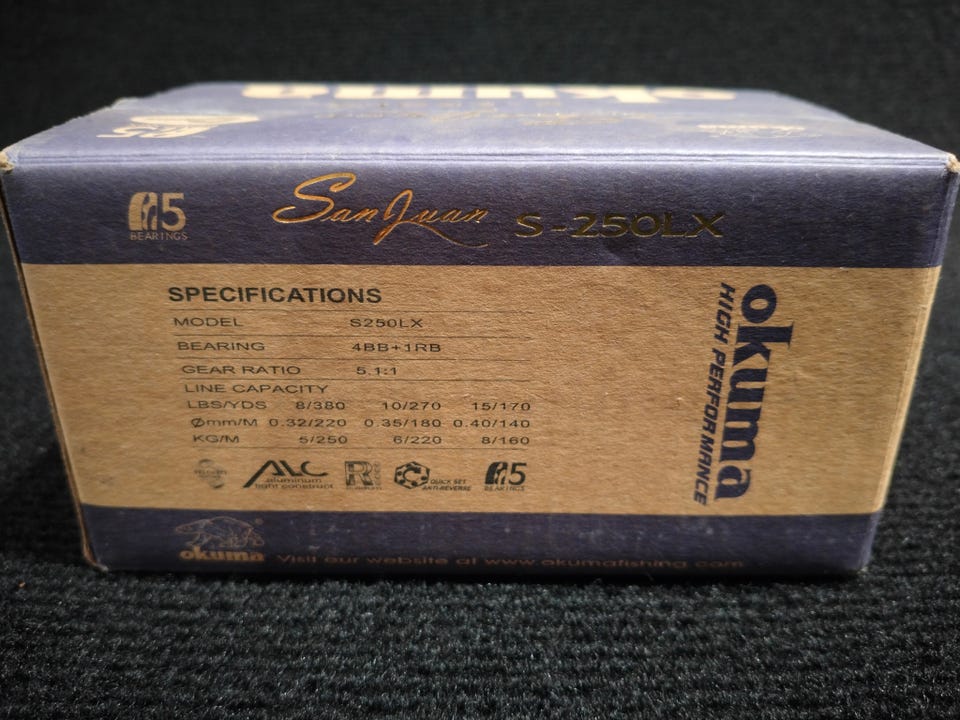 okuma
5
5
BEARINGS
San Juan S-250LX
SPECIFICATIONS
MODEL S250LX
BEARING 4BB+1RB
GEAR RATIO 5.1:1
LINE CAPACITY
LBS/YDS 8/380 10/270 15/170
Ømm/M 0.32/220 0.35/180 0.40/140
KG/M 5/250 6/220 8/160
ALC
aluminum
light construct
R
QUICK SET
ANTI-REVERSE
5
BEARINGS
okuma
HIGH PERFORMANCE
okuma
Visit our website at www.okumafishing.com